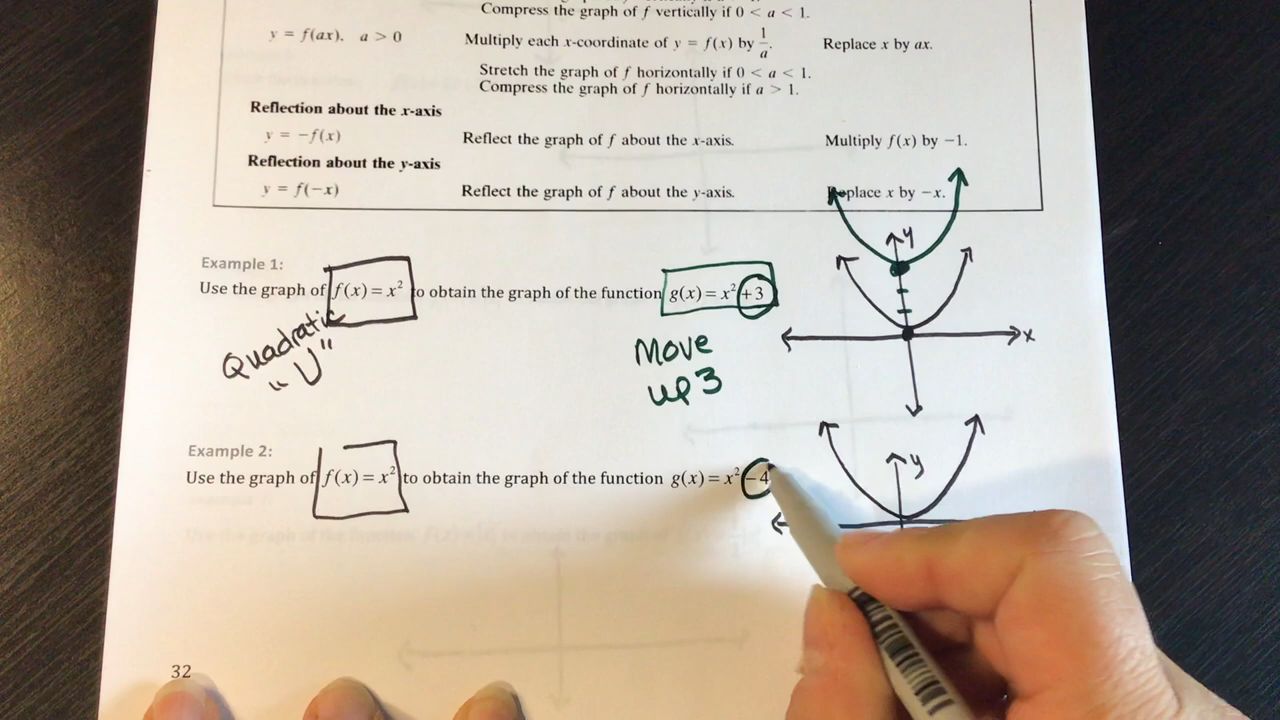 Compress the graph of f vertically if 0 < a < 1.
y = f(ax), a > 0 Multiply each x-coordinate of y = f(x) by 1/a. Replace x by ax.
Stretch the graph of f horizontally if 0 < a < 1.
Compress the graph of f horizontally if a > 1.
Reflection about the x-axis
y = −f(x) Reflect the graph of f about the x-axis. Multiply f(x) by −1.
Reflection about the y-axis
y = f(−x) Reflect the graph of f about the y-axis. Replace x by −x.
y
Example 1:
Use the graph of f(x) = x² to obtain the graph of the function g(x) = x² + 3
x
Quadratic
"U"
Move
up 3
Example 2:
Use the graph of f(x) = x² to obtain the graph of the function g(x) = x² − 4
y
32